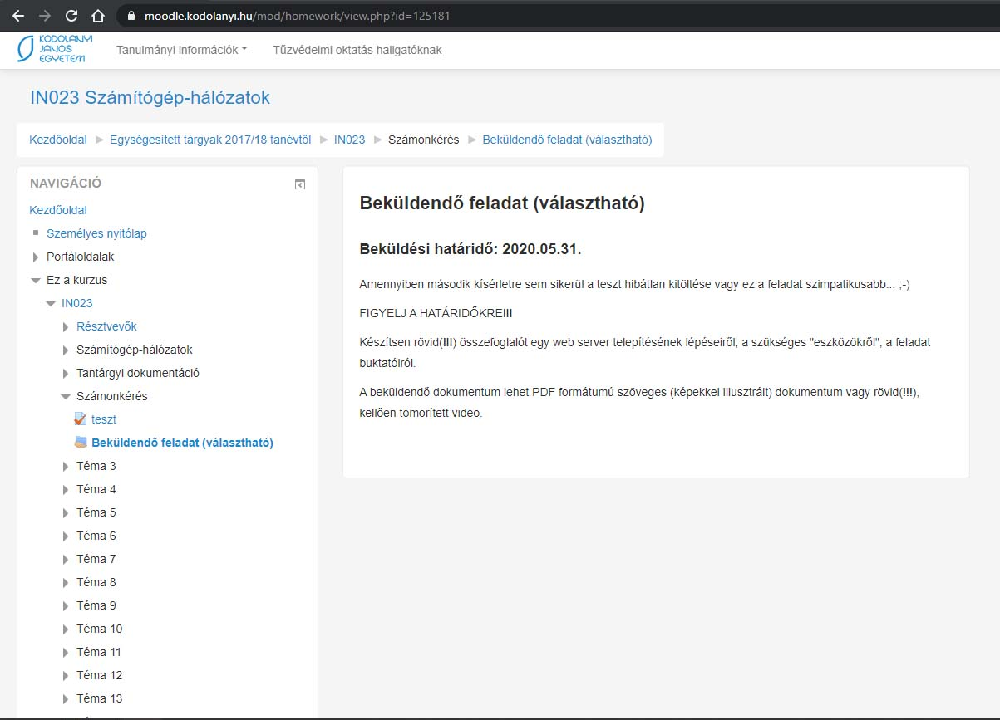 moodle.kodolanyi.hu/mod/homework/view.php?id=125181
KODOLÁNYI
JÁNOS
EGYETEM
Tanulmányi információk
Tűzvédelmi oktatás hallgatóknak
IN023 Számítógép-hálózatok
Kezdőoldal
Egységesített tárgyak 2017/18 tanévtől
IN023
Számonkérés
Beküldendő feladat (választható)
NAVIGÁCIÓ
Kezdőoldal
Személyes nyitólap
Portáloldalak
Ez a kurzus
IN023
Résztvevők
Számítógép-hálózatok
Tantárgyi dokumentáció
Számonkérés
teszt
Beküldendő feladat (választható)
Téma 3
Téma 4
Téma 5
Téma 6
Téma 7
Téma 8
Téma 9
Téma 10
Téma 11
Téma 12
Téma 13
Beküldendő feladat (választható)
Beküldési határidő: 2020.05.31.
Amennyiben második kísérletre sem sikerül a teszt hibátlan kitöltése vagy ez a feladat szimpatikusabb... ;-)
FIGYELJ A HATÁRIDŐKRE!!!
Készítsen rövid(!!!) összefoglalót egy web server telepítésének lépéseiről, a szükséges "eszközökről", a feladat
buktatóiról.
A beküldendő dokumentum lehet PDF formátumú szöveges (képekkel illusztrált) dokumentum vagy rövid(!!!),
kellően tömörített video.